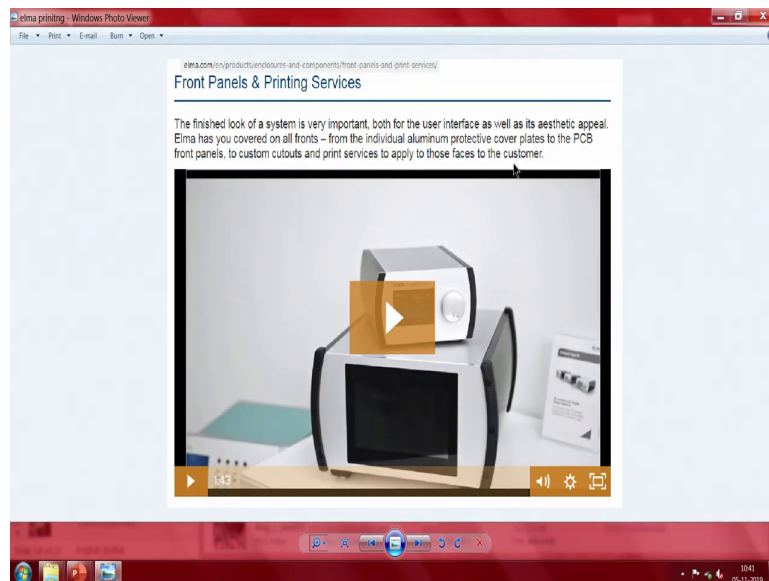 elma prinitng - Windows Photo Viewer
File Print E-mail Burn Open
elma.com/en/products/enclosures-and-components/front-panels-and-print-services/
Front Panels & Printing Services
The finished look of a system is very important, both for the user interface as well as its aesthetic appeal.
Elma has you covered on all fronts – from the individual aluminum protective cover plates to the PCB
front panels, to custom cutouts and print services to apply to those faces to the customer.
1:43
10:41
05-11-2019